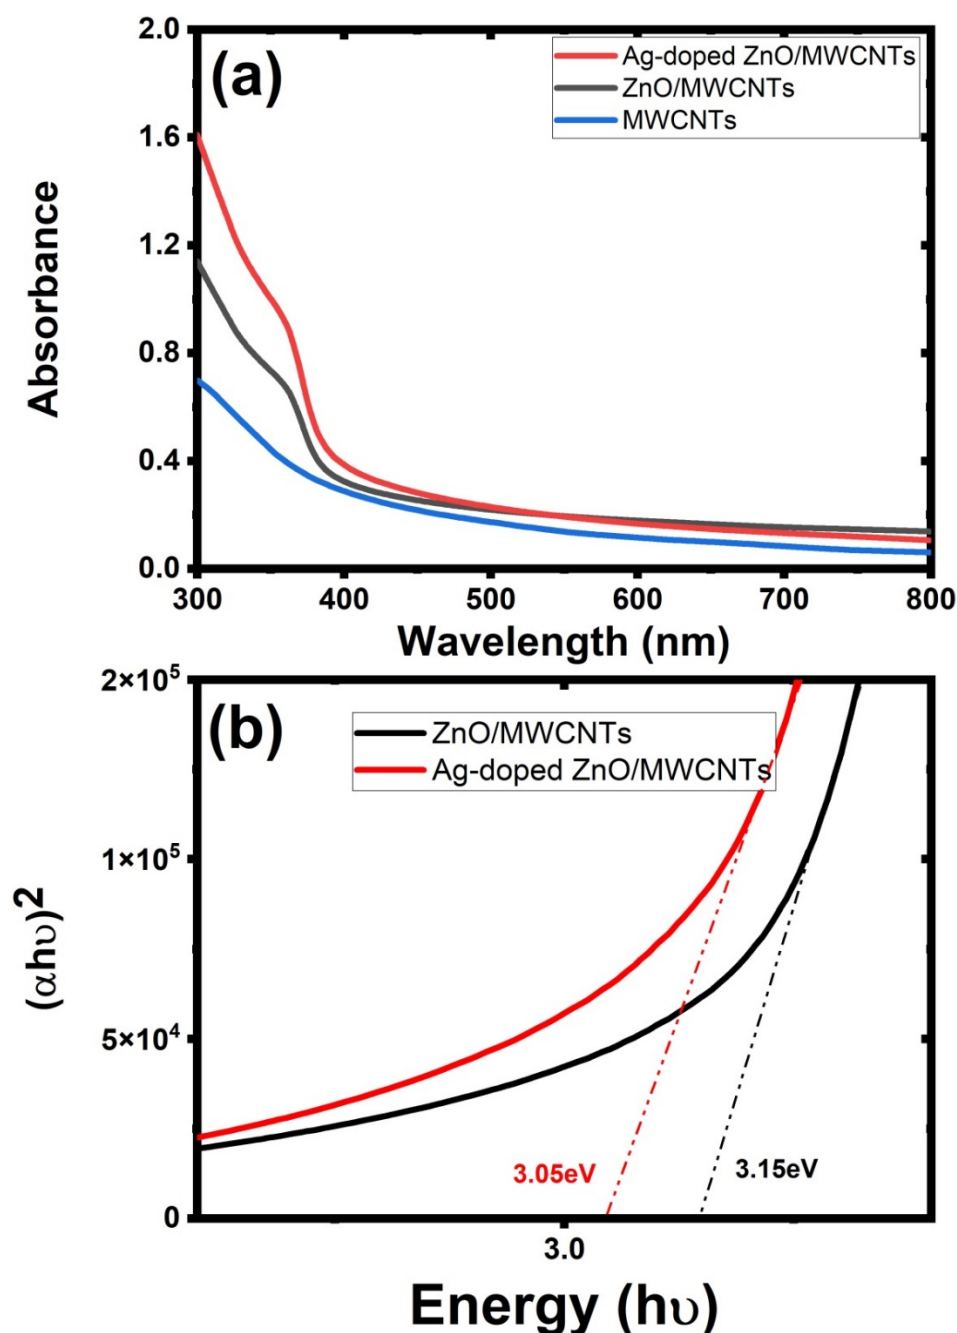 (a)
Ag-doped ZnO/MWCNTs
ZnO/MWCNTs
MWCNTs
2.0
1.6
1.2
0.8
0.4
0.0
Absorbance
300 400 500 600 700 800
Wavelength (nm)
(b)
ZnO/MWCNTs
Ag-doped ZnO/MWCNTs
2×10⁵
1×10⁵
5×10⁴
0
(αhυ)²
3.05eV
3.15eV
3.0
Energy (hυ)